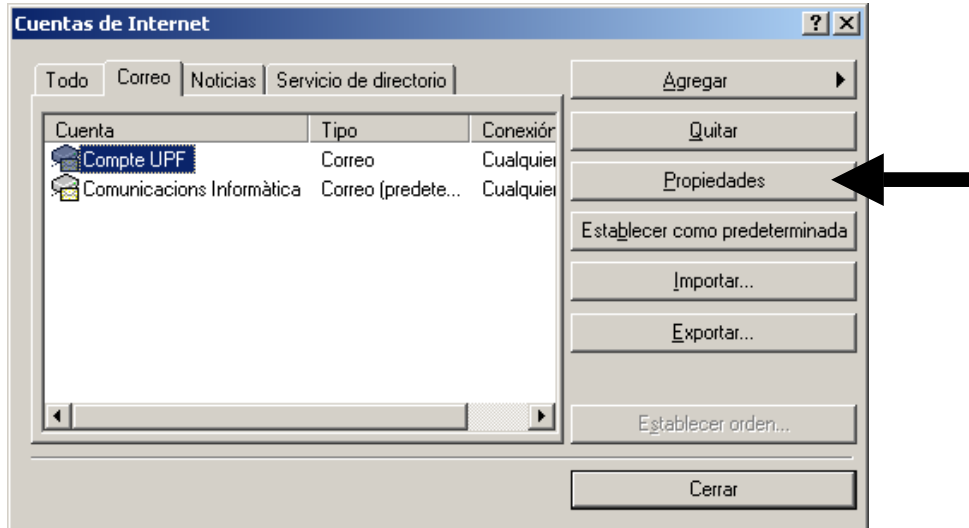 Cuentas de Internet
Todo Correo Noticias Servicio de directorio
Cuenta Tipo Conexión
Compte UPF Correo Cualquier
Comunicacions Informàtica Correo (predete... Cualquier
Agregar
Quitar
Propiedades
Establecer como predeterminada
Importar...
Exportar...
Establecer orden...
Cerrar